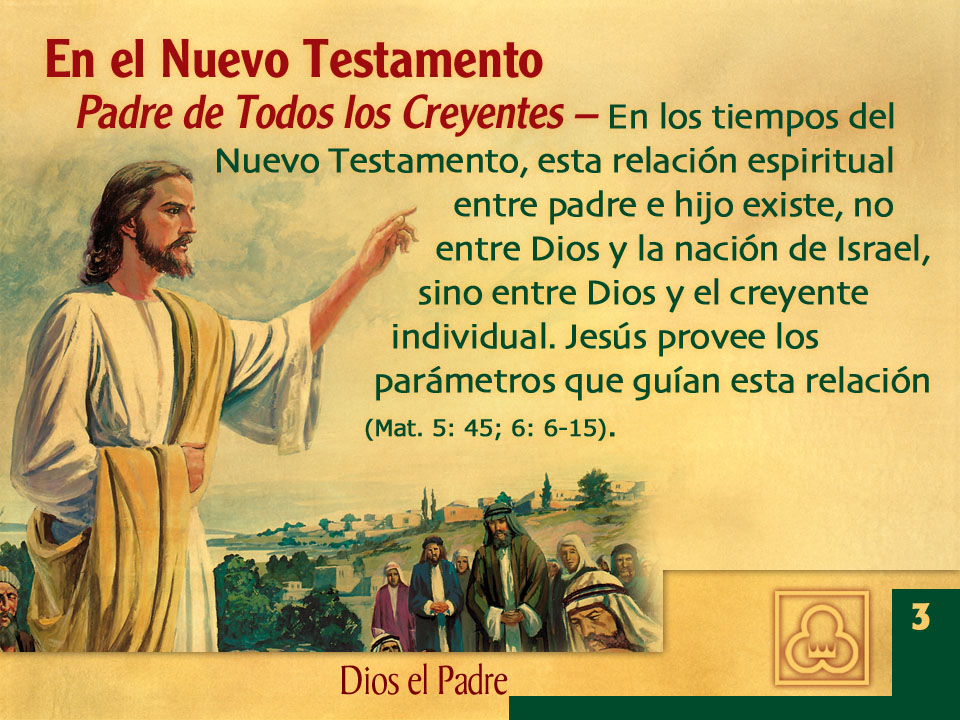 En el Nuevo Testamento
Padre de Todos los Creyentes – En los tiempos del
Nuevo Testamento, esta relación espiritual
entre padre e hijo existe, no
entre Dios y la nación de Israel,
sino entre Dios y el creyente
individual. Jesús provee los
parámetros que guían esta relación
(Mat. 5: 45; 6: 6-15).
3
Dios el Padre